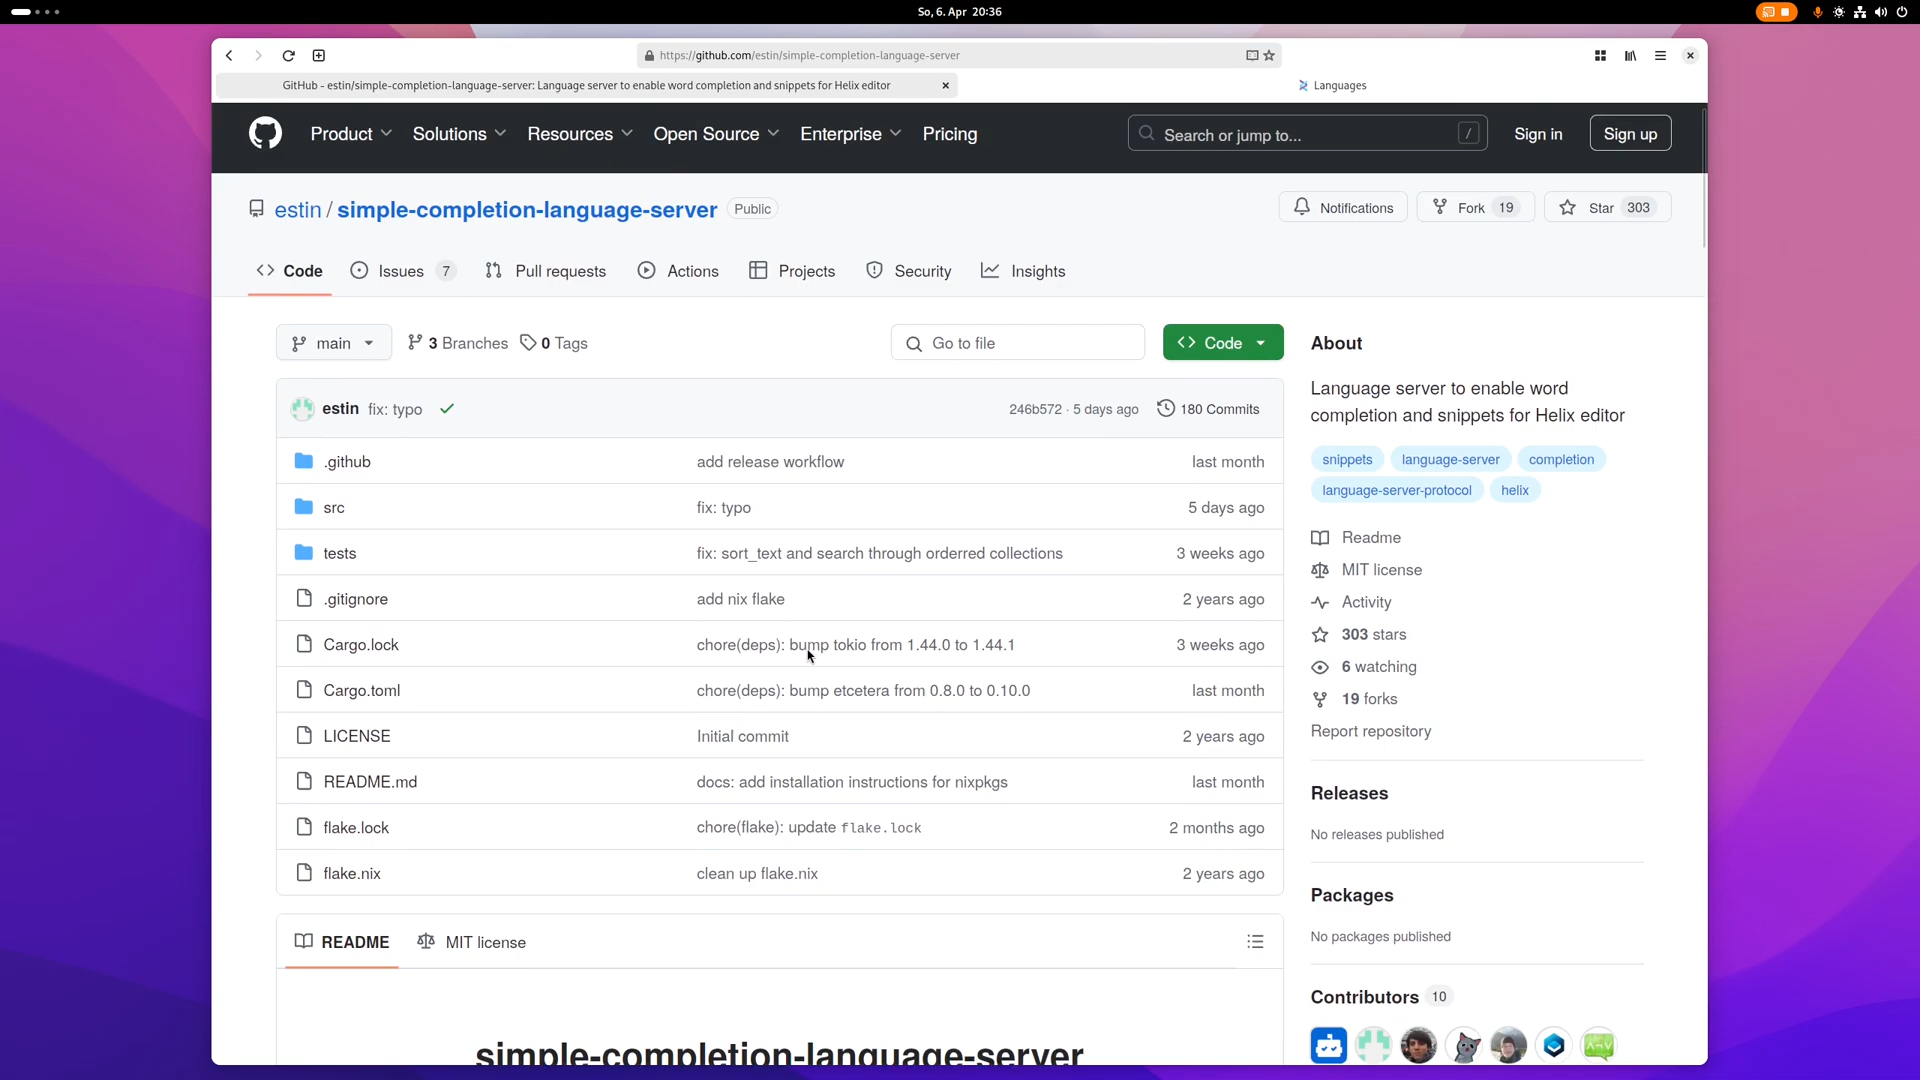 So, 6. Apr 20:36
https://github.com/estin/simple-completion-language-server
GitHub - estin/simple-completion-language-server: Language server to enable word completion and snippets for Helix editor
Languages
Product Solutions Resources Open Source Enterprise Pricing
Search or jump to... /
Sign in
Sign up
estin / simple-completion-language-server Public
Notifications
Fork 19
Star 303
Code
Issues 7
Pull requests
Actions
Projects
Security
Insights
main
3 Branches
0 Tags
Go to file
Code
estin fix: typo 246b572 · 5 days ago 180 Commits
.github add release workflow last month
src fix: typo 5 days ago
tests fix: sort_text and search through orderred collections 3 weeks ago
.gitignore add nix flake 2 years ago
Cargo.lock chore(deps): bump tokio from 1.44.0 to 1.44.1 3 weeks ago
Cargo.toml chore(deps): bump etcetera from 0.8.0 to 0.10.0 last month
LICENSE Initial commit 2 years ago
README.md docs: add installation instructions for nixpkgs last month
flake.lock chore(flake): update flake.lock 2 months ago
flake.nix clean up flake.nix 2 years ago
README
MIT license
simple-completion-language-server
About
Language server to enable word
completion and snippets for Helix editor
snippets language-server completion
language-server-protocol helix
Readme
MIT license
Activity
303 stars
6 watching
19 forks
Report repository
Releases
No releases published
Packages
No packages published
Contributors 10